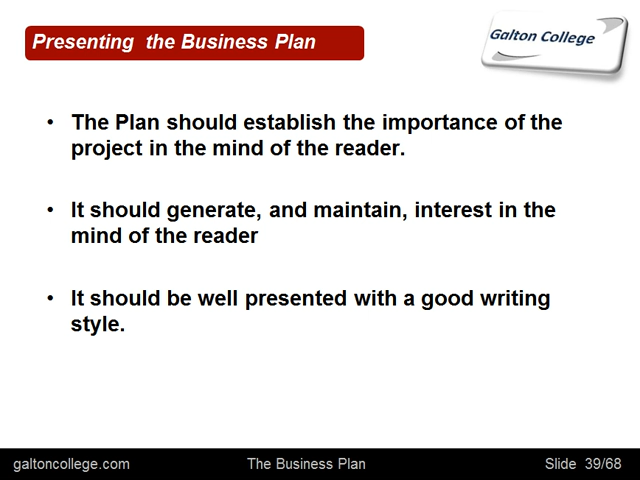 Presenting  the Business Plan
Galton College
• The Plan should establish the importance of the
project in the mind of the reader.
• It should generate, and maintain, interest in the
mind of the reader
• It should be well presented with a good writing
style.
galtoncollege.com
The Business Plan
Slide  39/68